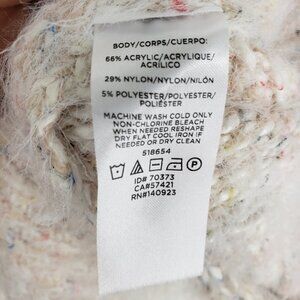 BODY/CORPS/CUERPO:
66% ACRYLIC/ACRYLIQUE/
ACRÍLICO
29% NYLON/NYLON/NILÓN
5% POLYESTER/POLYESTER/
POLIÉSTER
MACHINE WASH COLD ONLY
NON-CHLORINE BLEACH
WHEN NEEDED RESHAPE
DRY FLAT COOL IRON IF
NEEDED OR DRY CLEAN
518654
ID# 70373
CA#57421
RN#140923